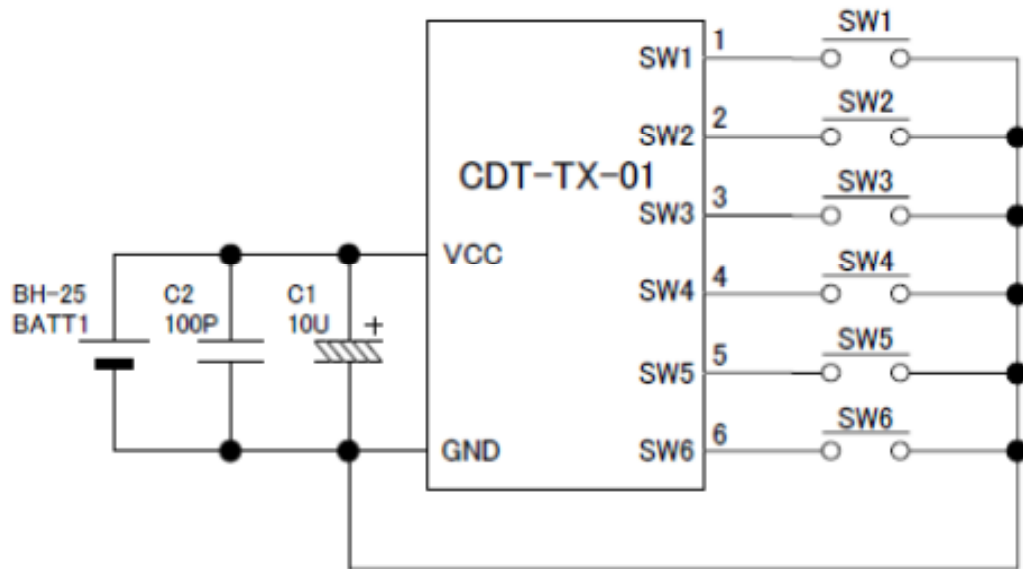 CDT-TX-01
SW1
1
SW1
SW2
2
SW2
SW3
3
SW3
SW4
4
SW4
SW5
5
SW5
SW6
6
SW6
VCC
GND
BH-25
BATT1
C2
100P
C1
10U
+